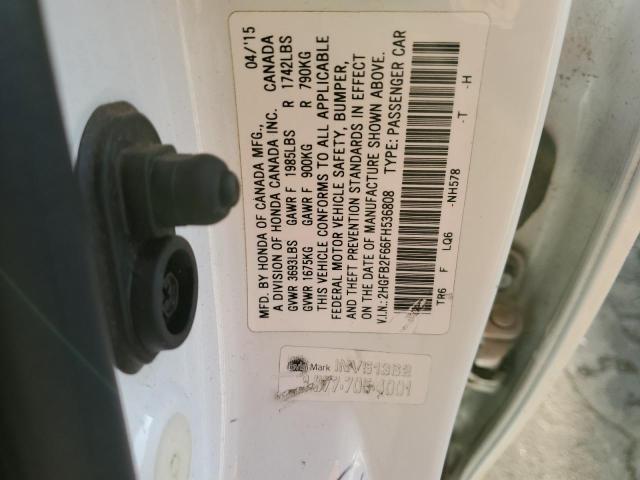 MFD. BY HONDA OF CANADA MFG., 04/'15
A DIVISION OF HONDA CANADA INC. CANADA
GVWR 3693LBS GAWR F 1985LBS R 1742LBS
GVWR 1675KG GAWR F 900KG R 790KG
THIS VEHICLE CONFORMS TO ALL APPLICABLE
FEDERAL MOTOR VEHICLE SAFETY, BUMPER,
AND THEFT PREVENTION STANDARDS IN EFFECT
ON THE DATE OF MANUFACTURE SHOWN ABOVE.
V.I.N.: 2HGFB2F66FH536808 TYPE: PASSENGER CAR
TR6 F LQ6 -NH578 -T -H
Mark